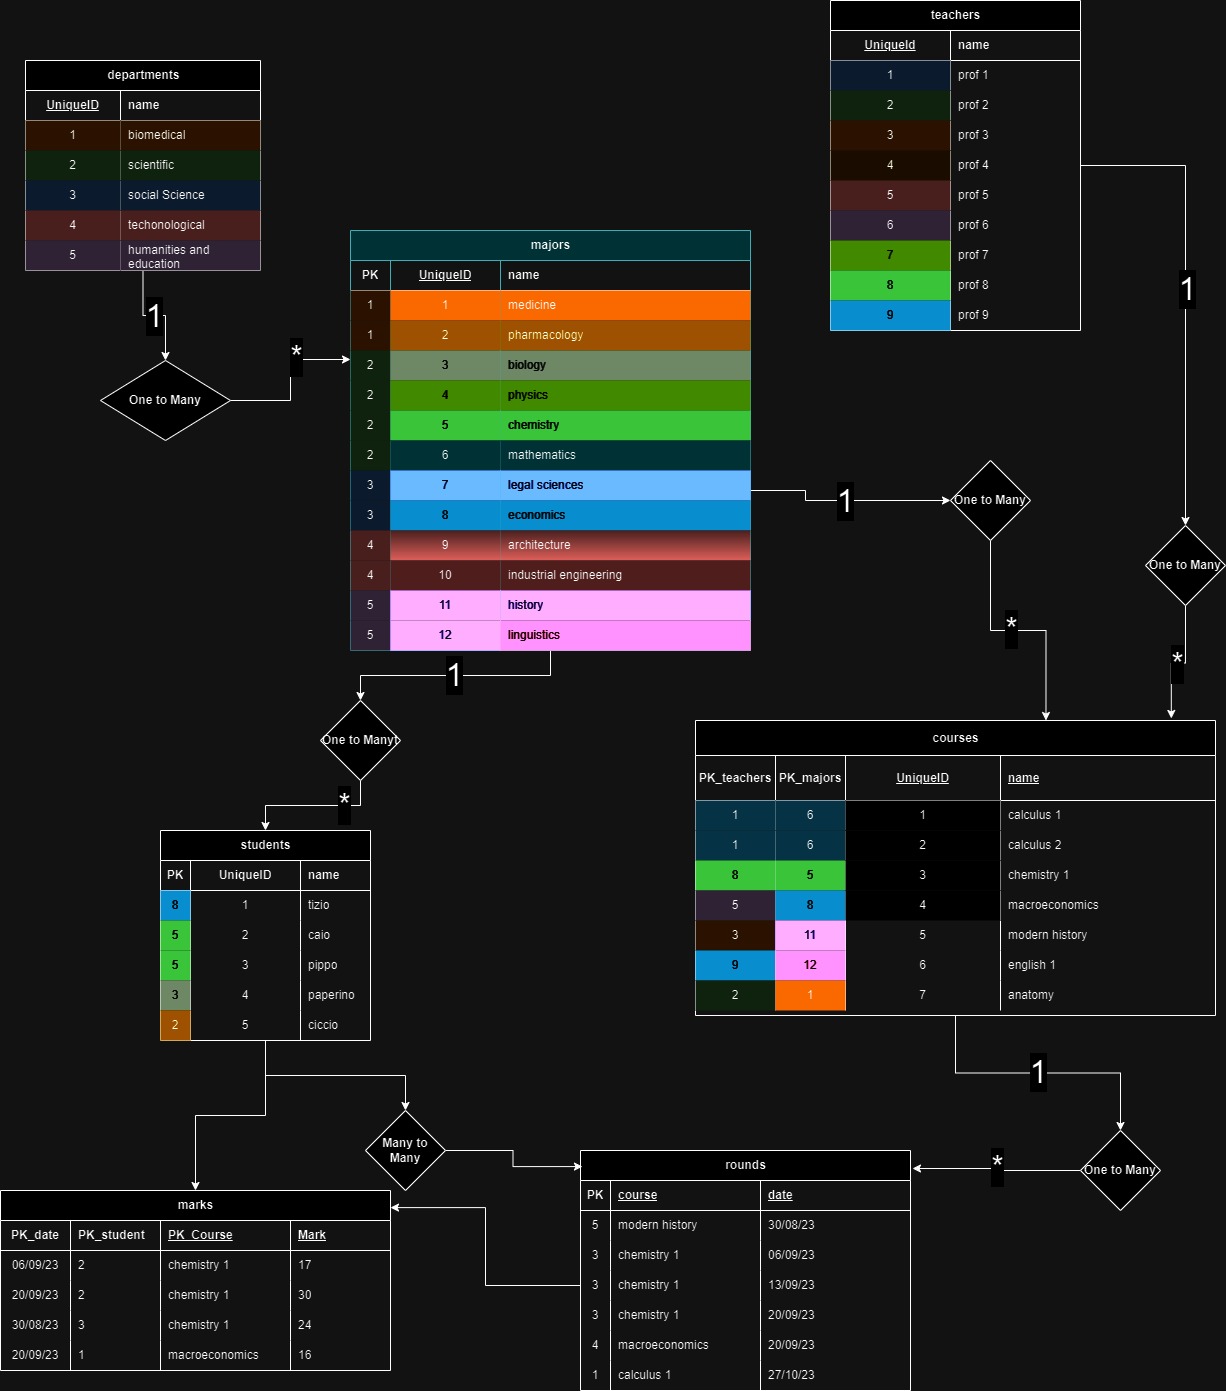 teachers
UniqueId name
1 prof 1
2 prof 2
3 prof 3
4 prof 4
5 prof 5
6 prof 6
7 prof 7
8 prof 8
9 prof 9
departments
UniqueID name
1 biomedical
2 scientific
3 social Science
4 techonological
5 humanities and
education
1
One to Many
*
majors
PK UniqueID name
1 1 medicine
1 2 pharmacology
2 3 biology
2 4 physics
2 5 chemistry
2 6 mathematics
3 7 legal sciences
3 8 economics
4 9 architecture
4 10 industrial engineering
5 11 history
5 12 linguistics
1
One to Many
*
1
One to Many
*
1
One to Manyt
*
courses
PK_teachers PK_majors UniqueID name
1 6 1 calculus 1
1 6 2 calculus 2
8 5 3 chemistry 1
5 8 4 macroeconomics
3 11 5 modern history
9 12 6 english 1
2 1 7 anatomy
students
PK UniqueID name
8 1 tizio
5 2 caio
5 3 pippo
3 4 paperino
2 5 ciccio
Many to
Many
1
One to Many
*
rounds
PK course date
5 modern history 30/08/23
3 chemistry 1 06/09/23
3 chemistry 1 13/09/23
3 chemistry 1 20/09/23
4 macroeconomics 20/09/23
1 calculus 1 27/10/23
marks
PK_date PK_student PK_Course Mark
06/09/23 2 chemistry 1 17
20/09/23 2 chemistry 1 30
30/08/23 3 chemistry 1 24
20/09/23 1 macroeconomics 16